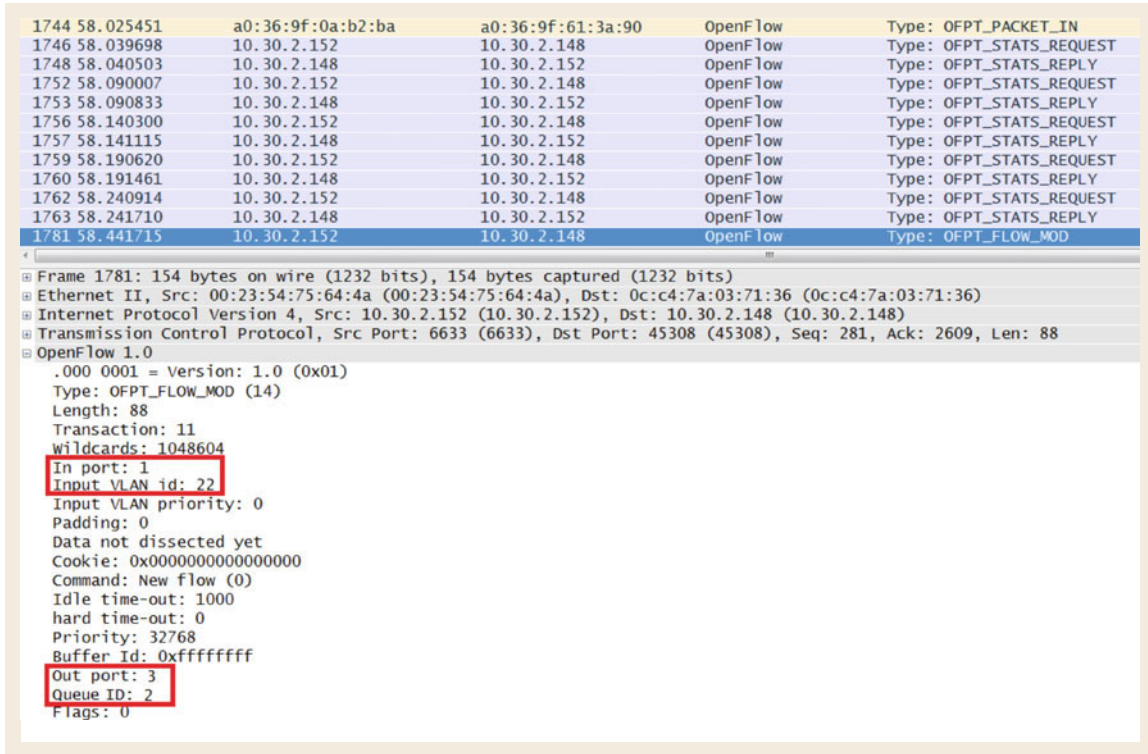 1744 58.025451 a0:36:9f:0a:b2:ba a0:36:9f:61:3a:90 OpenFlow Type: OFPT_PACKET_IN
1746 58.039698 10.30.2.152 10.30.2.148 OpenFlow Type: OFPT_STATS_REQUEST
1748 58.040503 10.30.2.148 10.30.2.152 OpenFlow Type: OFPT_STATS_REPLY
1752 58.090007 10.30.2.152 10.30.2.148 OpenFlow Type: OFPT_STATS_REQUEST
1753 58.090833 10.30.2.148 10.30.2.152 OpenFlow Type: OFPT_STATS_REPLY
1756 58.140300 10.30.2.152 10.30.2.148 OpenFlow Type: OFPT_STATS_REQUEST
1757 58.141115 10.30.2.148 10.30.2.152 OpenFlow Type: OFPT_STATS_REPLY
1759 58.190620 10.30.2.152 10.30.2.148 OpenFlow Type: OFPT_STATS_REQUEST
1760 58.191461 10.30.2.148 10.30.2.152 OpenFlow Type: OFPT_STATS_REPLY
1762 58.240914 10.30.2.152 10.30.2.148 OpenFlow Type: OFPT_STATS_REQUEST
1763 58.241710 10.30.2.148 10.30.2.152 OpenFlow Type: OFPT_STATS_REPLY
1781 58.441715 10.30.2.152 10.30.2.148 OpenFlow Type: OFPT_FLOW_MOD
Frame 1781: 154 bytes on wire (1232 bits), 154 bytes captured (1232 bits)
Ethernet II, Src: 00:23:54:75:64:4a (00:23:54:75:64:4a), Dst: 0c:c4:7a:03:71:36 (0c:c4:7a:03:71:36)
Internet Protocol Version 4, Src: 10.30.2.152 (10.30.2.152), Dst: 10.30.2.148 (10.30.2.148)
Transmission Control Protocol, Src Port: 6633 (6633), Dst Port: 45308 (45308), Seq: 281, Ack: 2609, Len: 88
OpenFlow 1.0
.000 0001 = Version: 1.0 (0x01)
Type: OFPT_FLOW_MOD (14)
Length: 88
Transaction: 11
Wildcards: 1048604
In port: 1
Input VLAN id: 22
Input VLAN priority: 0
Padding: 0
Data not dissected yet
Cookie: 0x0000000000000000
Command: New flow (0)
Idle time-out: 1000
hard time-out: 0
Priority: 32768
Buffer Id: 0xffffffff
Out port: 3
Queue ID: 2
Flags: 0